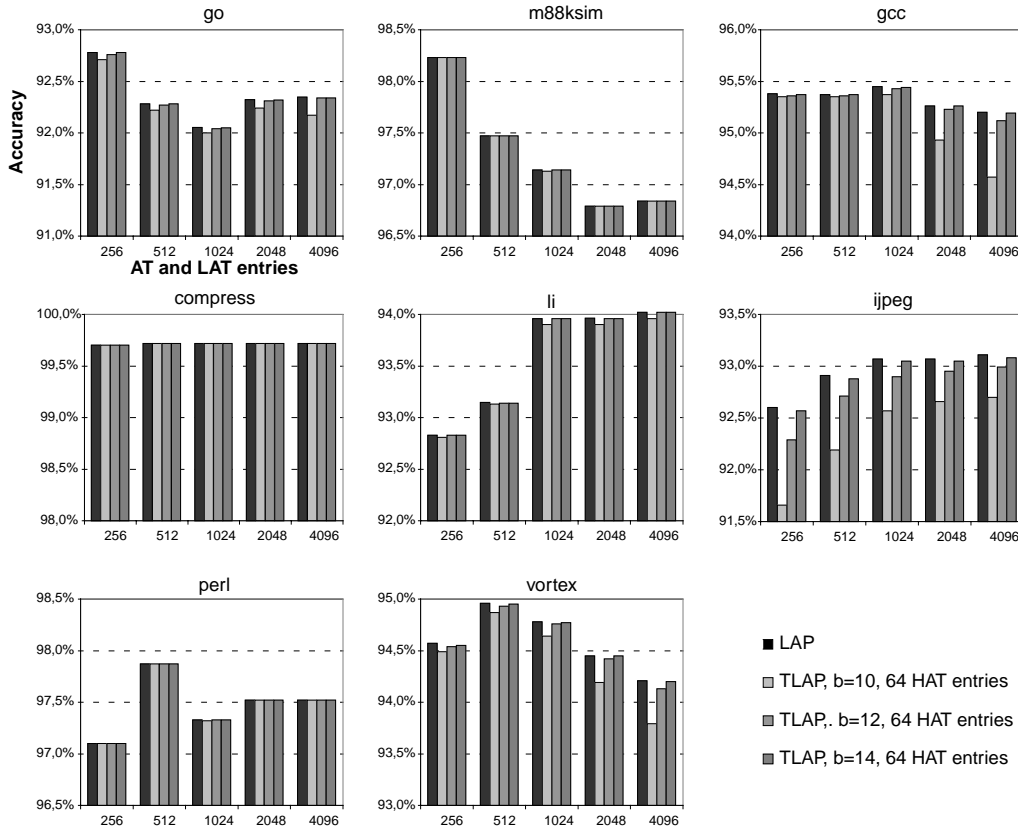 go
93,0%
92,5%
92,0%
91,5%
91,0%
Accuracy
256 512 1024 2048 4096
AT and LAT entries
m88ksim
98,5%
98,0%
97,5%
97,0%
96,5%
256 512 1024 2048 4096
gcc
96,0%
95,5%
95,0%
94,5%
94,0%
256 512 1024 2048 4096
compress
100,0%
99,5%
99,0%
98,5%
98,0%
256 512 1024 2048 4096
li
94,0%
93,5%
93,0%
92,5%
92,0%
256 512 1024 2048 4096
ijpeg
93,5%
93,0%
92,5%
92,0%
91,5%
256 512 1024 2048 4096
perl
98,5%
98,0%
97,5%
97,0%
96,5%
256 512 1024 2048 4096
vortex
95,0%
94,5%
94,0%
93,5%
93,0%
256 512 1024 2048 4096
LAP
TLAP, b=10, 64 HAT entries
TLAP,. b=12, 64 HAT entries
TLAP, b=14, 64 HAT entries